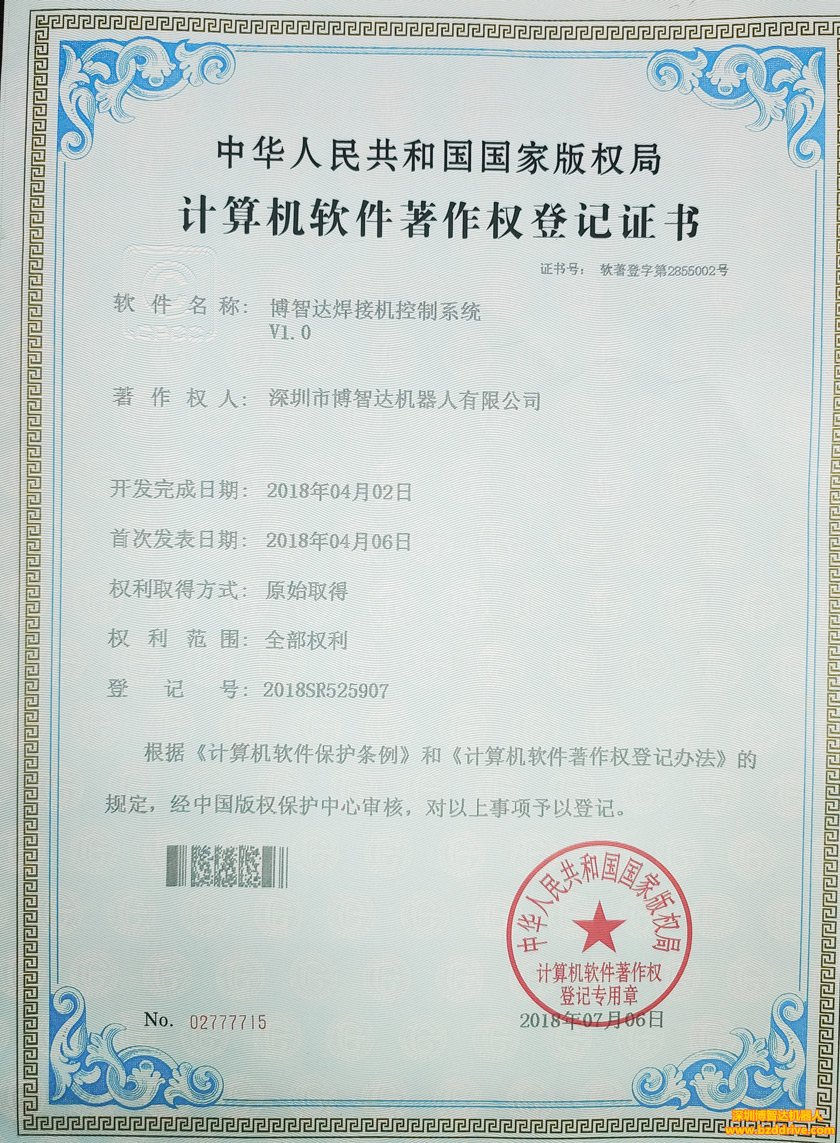 中华人民共和国国家版权局
计算机软件著作权登记证书
证书号： 软著登字第2855002号
软件名称： 博智达焊接机控制系统
V1.0
著作权人： 深圳市博智达机器人有限公司
开发完成日期： 2018年04月02日
首次发表日期： 2018年04月06日
权利取得方式： 原始取得
权利范围： 全部权利
登记号： 2018SR525907
根据《计算机软件保护条例》和《计算机软件著作权登记办法》的
规定，经中国版权保护中心审核，对以上事项予以登记。
中华人民共和国国家版权局
计算机软件著作权
登记专用章
No. 02777715
2018年07月06日
深圳博智达机器人
www.bzddrive.com